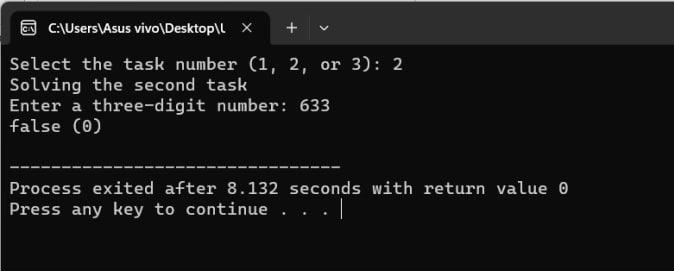 C:\Users\Asus vivo\Desktop\L
Select the task number (1, 2, or 3): 2
Solving the second task
Enter a three-digit number: 633
false (0)
--------------------------------
Process exited after 8.132 seconds with return value 0
Press any key to continue . . .